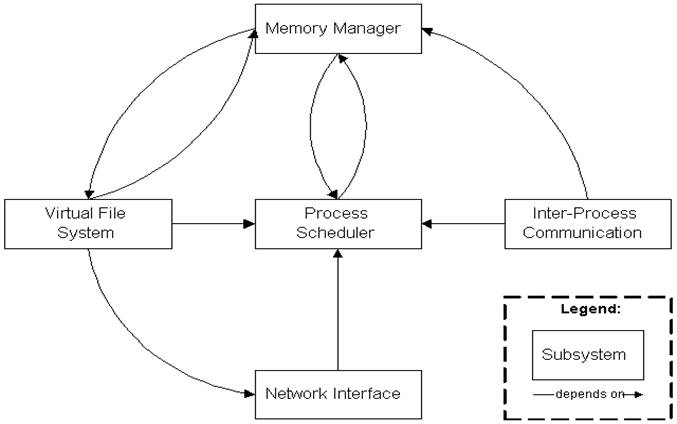 Memory Manager
Virtual File
System
Process
Scheduler
Inter-Process
Communication
Network Interface
Legend:
Subsystem
depends on